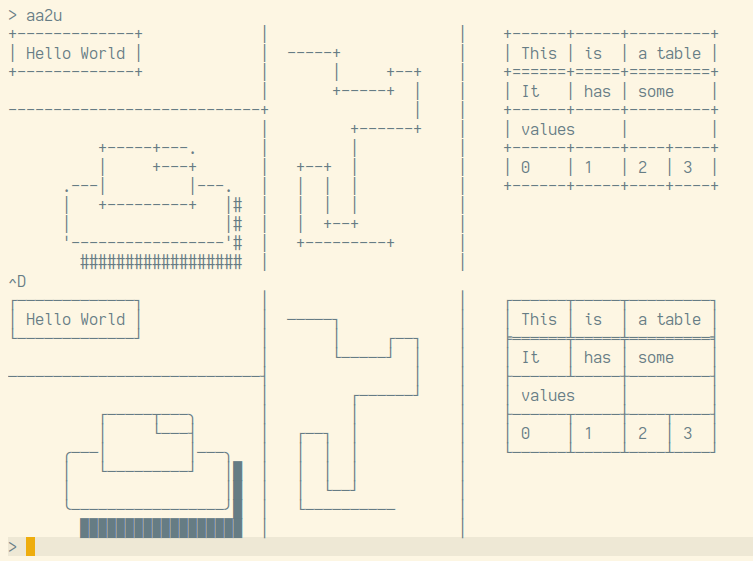 > aa2u
Hello World This is a table
It has some
values
0 1 2 3
^D
Hello World This is a table
It has some
values
0 1 2 3
>